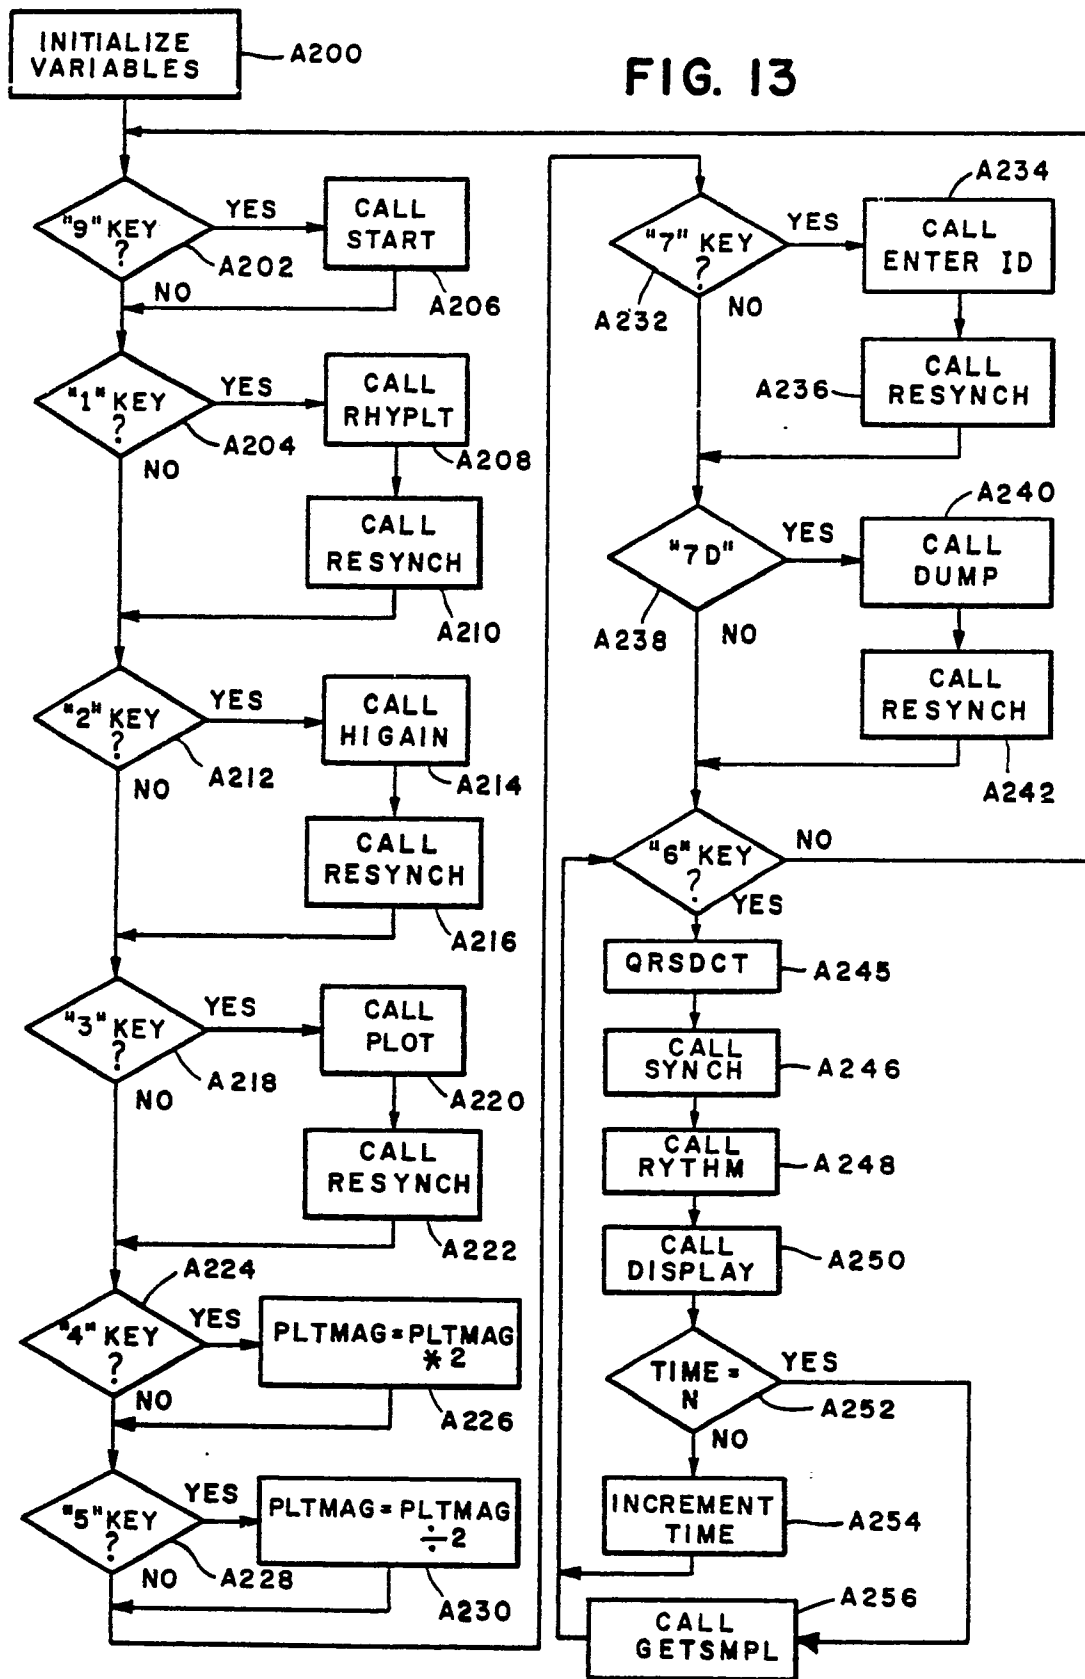 INITIALIZE
VARIABLES
A200
FIG. 13
"9" KEY
?
YES
NO
A202
CALL
START
A206
"1" KEY
?
YES
NO
A204
CALL
RHYPLT
A208
CALL
RESYNCH
A210
"2" KEY
?
YES
NO
A212
CALL
HIGAIN
A214
CALL
RESYNCH
A216
"3" KEY
?
YES
NO
A218
CALL
PLOT
A220
CALL
RESYNCH
A222
A224
"4" KEY
?
YES
NO
PLTMAG=PLTMAG
* 2
A226
"5" KEY
?
YES
NO
A228
PLTMAG=PLTMAG
÷2
A230
"7" KEY
?
YES
NO
A232
A234
CALL
ENTER ID
A236
CALL
RESYNCH
"7D"
YES
NO
A238
A240
CALL
DUMP
CALL
RESYNCH
A242
"6" KEY
?
NO
YES
QRSDCT
A245
CALL
SYNCH
A246
CALL
RYTHM
A248
CALL
DISPLAY
A250
TIME =
N
YES
NO
A252
INCREMENT
TIME
A254
A256
CALL
GETSMPL